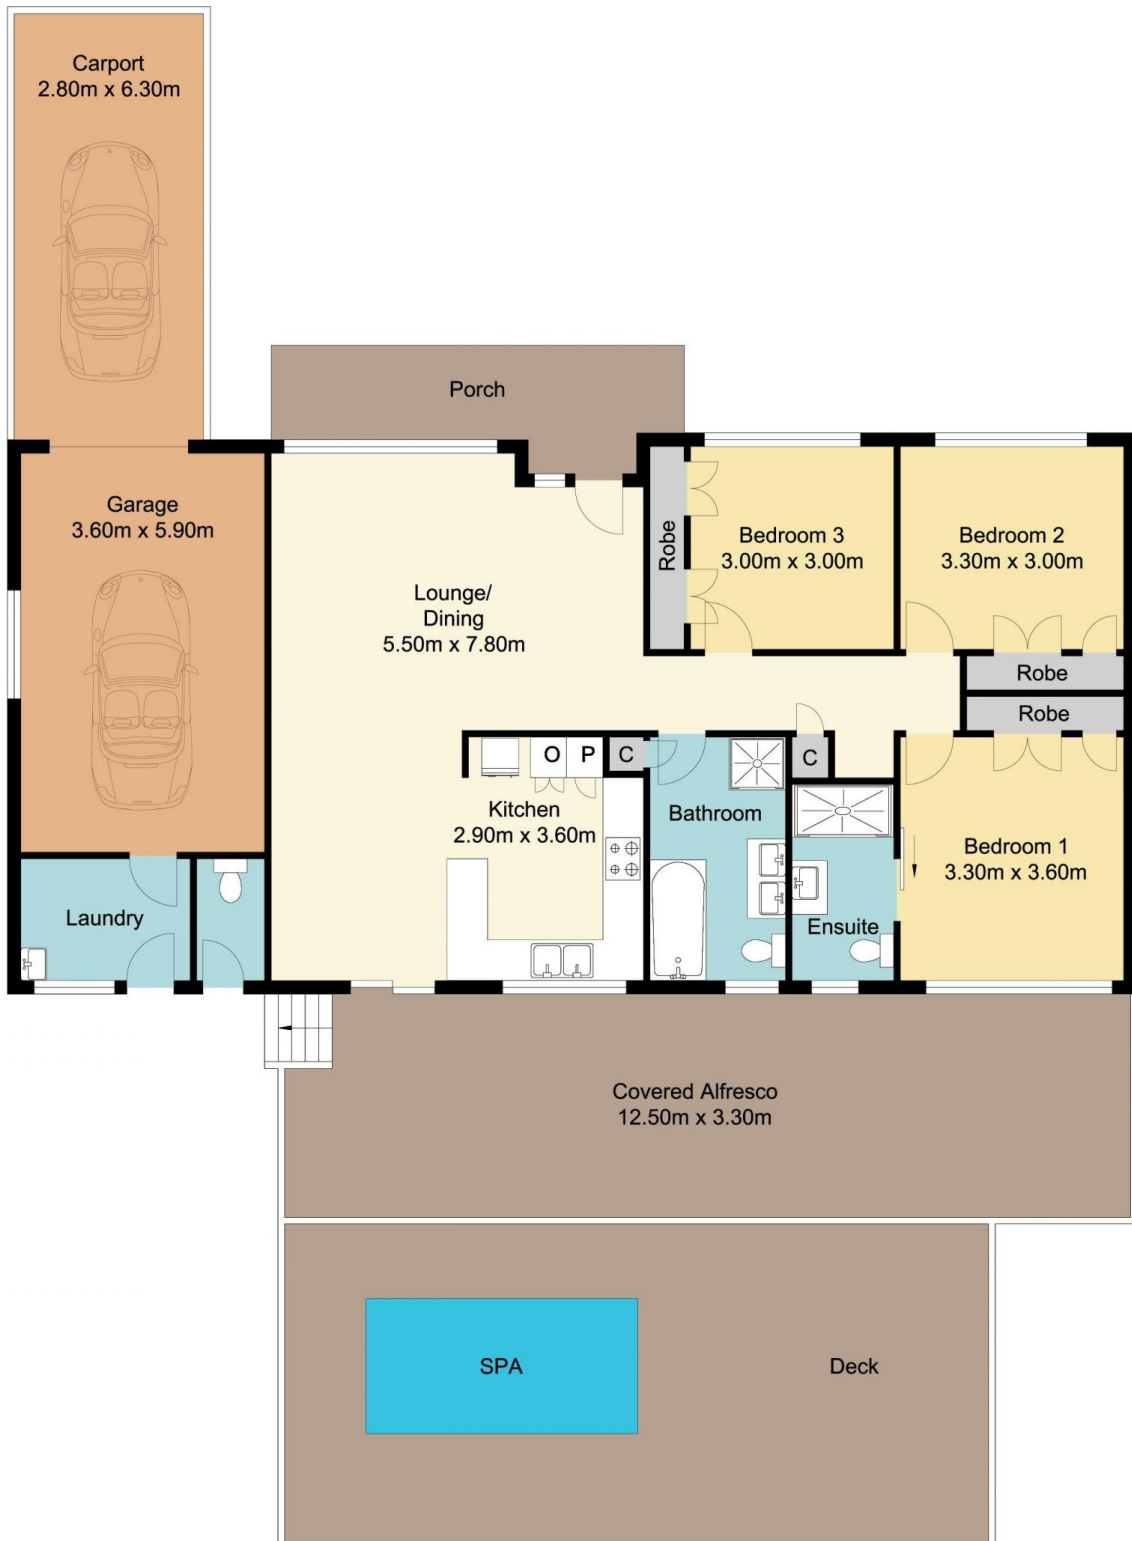 Carport
2.80m x 6.30m
Porch
Garage
3.60m x 5.90m
Lounge/
Dining
5.50m x 7.80m
Robe
Bedroom 3
3.00m x 3.00m
Bedroom 2
3.30m x 3.00m
Robe
Robe
O
P
C
C
Kitchen
2.90m x 3.60m
Bathroom
Bedroom 1
3.30m x 3.60m
Laundry
Ensuite
Covered Alfresco
12.50m x 3.30m
SPA
Deck